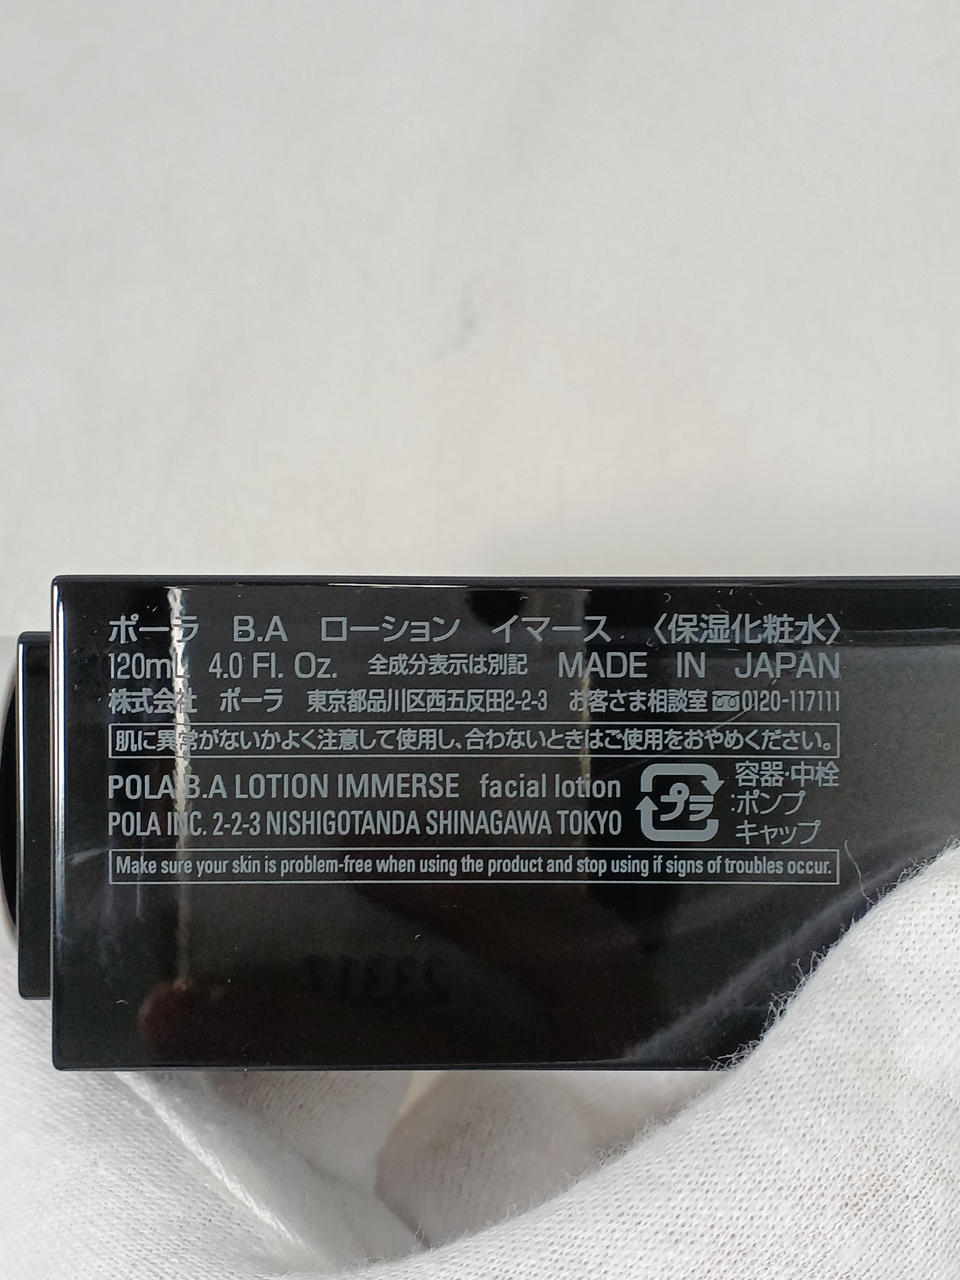 ポーラ B.A ローション イマース 〈保湿化粧水〉
120mL 4.0 Fl. Oz. 全成分表示は別記 MADE IN JAPAN
株式会社 ポーラ 東京都品川区西五反田2-2-3 お客さま相談室 0120-117111
肌に異常がないかよく注意して使用し、合わないときはご使用をおやめください。
POLA B.A LOTION IMMERSE facial lotion
POLA INC. 2-2-3 NISHIGOTANDA SHINAGAWA TOKYO
プラ
容器・中栓
・ポンプ
キャップ
Make sure your skin is problem-free when using the product and stop using if signs of troubles occur.